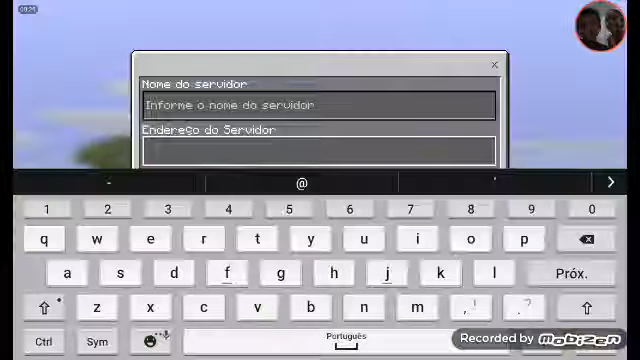 Nome do servidor
Informe o nome do servidor
Endereço do Servidor
- @ '
1 2 3 4 5 6 7 8 9 0
q w e r t y u i o p
a s d f g h j k l Próx.
z x c v b n m , ! . ?
Ctrl Sym Português
Recorded by mobizen